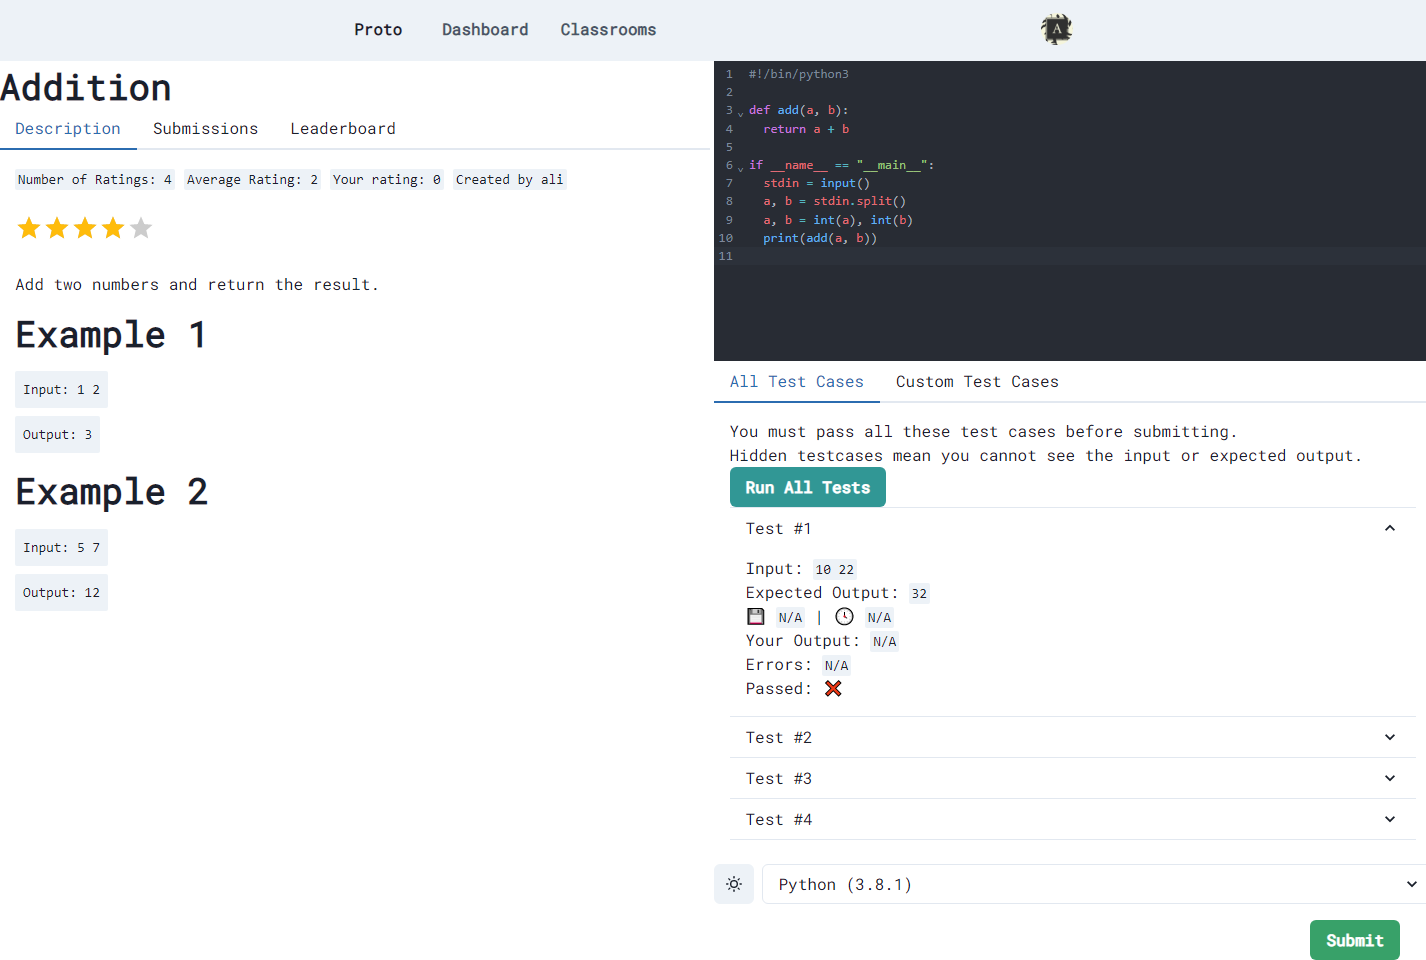 Proto Dashboard Classrooms
A
Addition
Description Submissions Leaderboard
Number of Ratings: 4 Average Rating: 2 Your rating: 0 Created by ali
Add two numbers and return the result.
Example 1
Input: 1 2
Output: 3
Example 2
Input: 5 7
Output: 12
1 #!/bin/python3
2
3 def add(a, b):
4 return a + b
5
6 if __name__ == "__main__":
7 stdin = input()
8 a, b = stdin.split()
9 a, b = int(a), int(b)
10 print(add(a, b))
11
All Test Cases Custom Test Cases
You must pass all these test cases before submitting.
Hidden testcases mean you cannot see the input or expected output.
Run All Tests
Test #1
Input: 10 22
Expected Output: 32
N/A | N/A
Your Output: N/A
Errors: N/A
Passed: ❌
Test #2
Test #3
Test #4
Python (3.8.1)
Submit